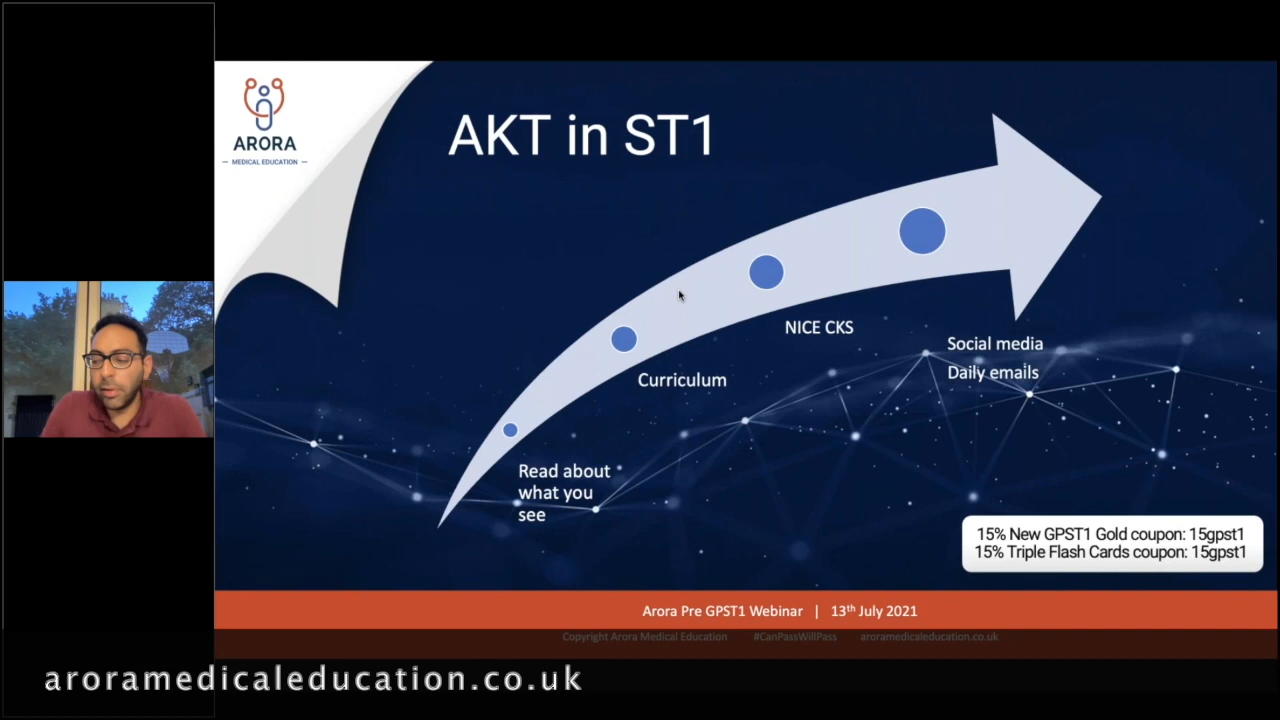 ARORA
MEDICAL EDUCATION
AKT in ST1
NICE CKS
Social media
Daily emails
Curriculum
Read about
what you
see
15% New GPST1 Gold coupon: 15gpst1
15% Triple Flash Cards coupon: 15gpst1
Arora Pre GPST1 Webinar | 13th July 2021
Copyright Arora Medical Education #CanPassWillPass aroramedicaleducation.co.uk
aroramedicaleducation.co.uk